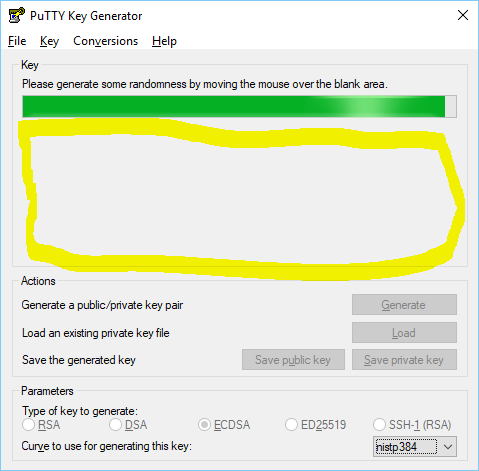 PuTTY Key Generator
File Key Conversions Help
Key
Please generate some randomness by moving the mouse over the blank area.
Actions
Generate a public/private key pair
Generate
Load an existing private key file
Load
Save the generated key
Save public key
Save private key
Parameters
Type of key to generate:
RSA DSA ECDSA ED25519 SSH-1 (RSA)
Curve to use for generating this key:
nistp384